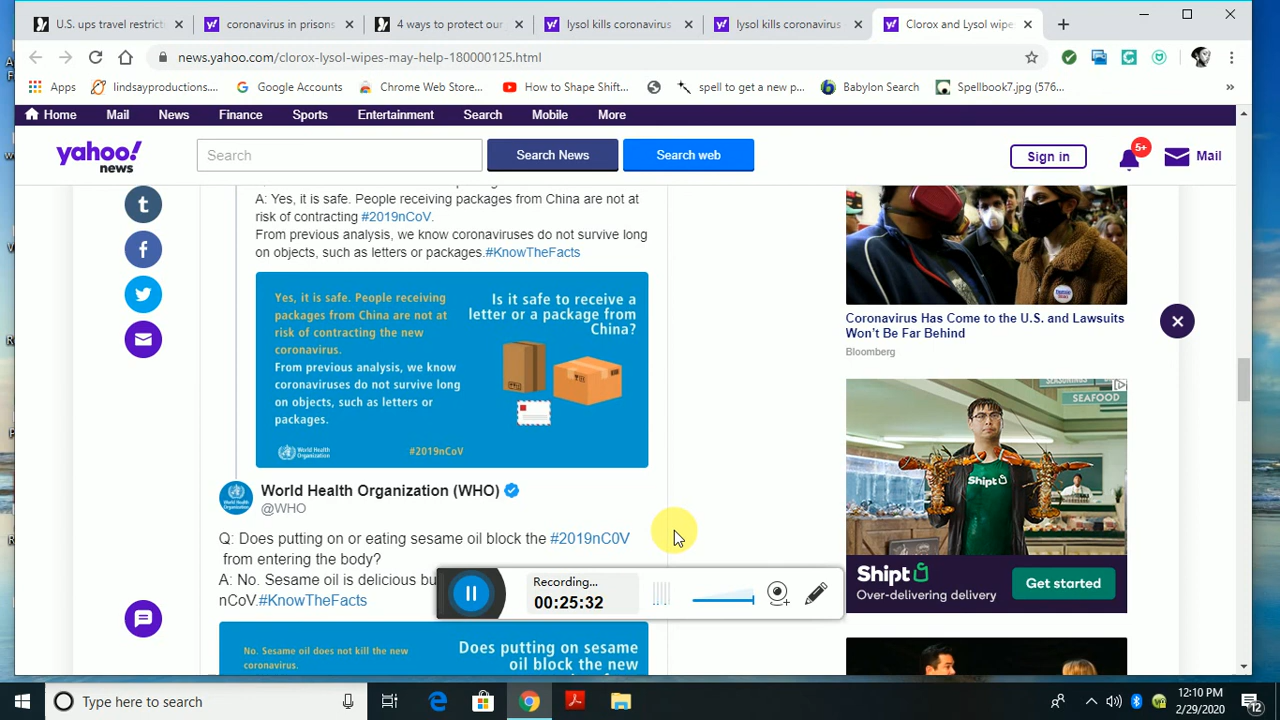 U.S. ups travel restrict
coronavirus in prisons
4 ways to protect our
lysol kills coronavirus
lysol kills coronavirus
Clorox and Lysol wipe
news.yahoo.com/clorox-lysol-wipes-may-help-180000125.html
Apps
lindsayproductions....
Google Accounts
Chrome Web Store...
How to Shape Shift...
spell to get a new p...
Babylon Search
Spellbook7.jpg (576...
»
Home
Mail
News
Finance
Sports
Entertainment
Search
Mobile
More
yahoo!
news
Search
Search News
Search web
Sign in
5+
Mail
A: Yes, it is safe. People receiving packages from China are not at
risk of contracting #2019nCoV.
From previous analysis, we know coronaviruses do not survive long
on objects, such as letters or packages.#KnowTheFacts
Yes, it is safe. People receiving
packages from China are not at
risk of contracting the new
coronavirus.
From previous analysis, we know
coronaviruses do not survive long
on objects, such as letters or
packages.
Is it safe to receive a
letter or a package from
China?
World Health
Organization
#2019nCoV
World Health Organization (WHO)
@WHO
Q: Does putting on or eating sesame oil block the #2019nC0V
from entering the body?
A: No. Sesame oil is delicious bu
nCoV.#KnowTheFacts
No. Sesame oil does not kill the new
coronavirus.
Does putting on sesame
oil block the new
Recording...
00:25:32
Coronavirus Has Come to the U.S. and Lawsuits
Won't Be Far Behind
Bloomberg
SEASONINGS
SEAFOOD
Shipt
Shipt
Over-delivering delivery
Get started
Type here to search
12:10 PM
2/29/2020
12